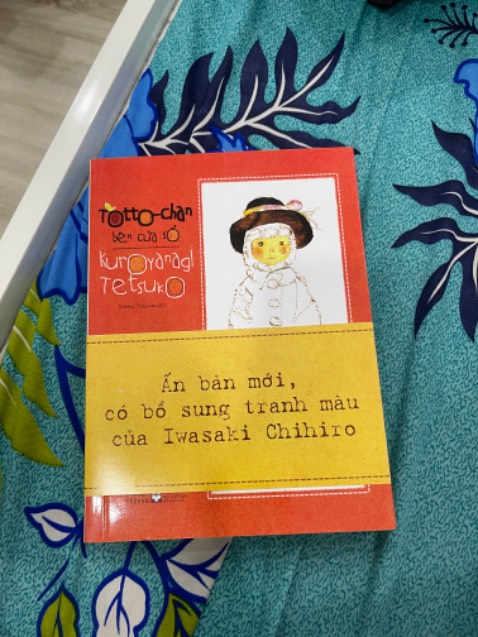 Totto-chan
bên cửa sổ
Kuroyanagi
Tetsuko
Ấn bản mới,
có bổ sung tranh màu
của Iwasaki Chihiro